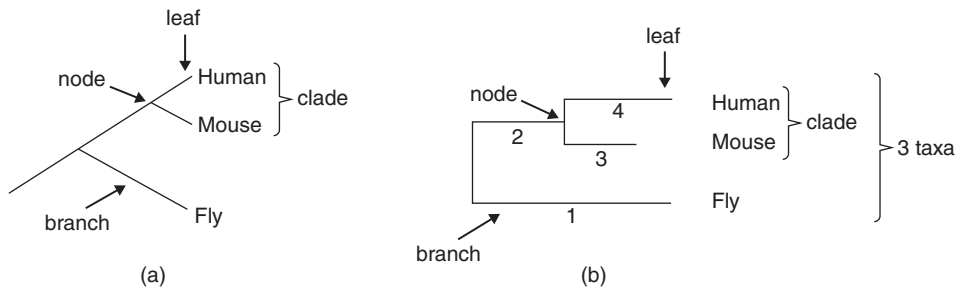 leaf
node
Human
Mouse
clade
branch
Fly
(a)
leaf
node
4
Human
2
Mouse
clade
3
3 taxa
Fly
1
branch
(b)